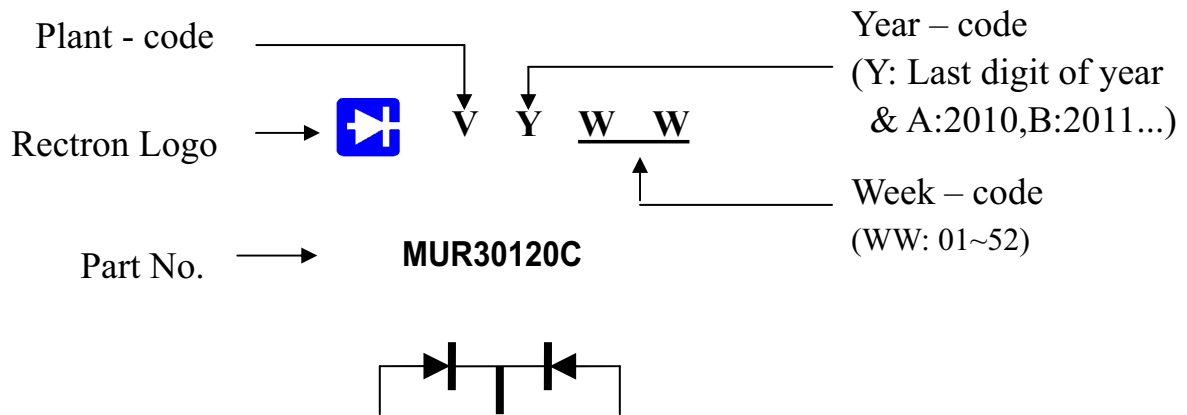 Plant - code
Year – code
(Y: Last digit of year
& A:2010,B:2011...)
V Y W W
Rectron Logo
Week – code
(WW: 01~52)
Part No.
MUR30120C